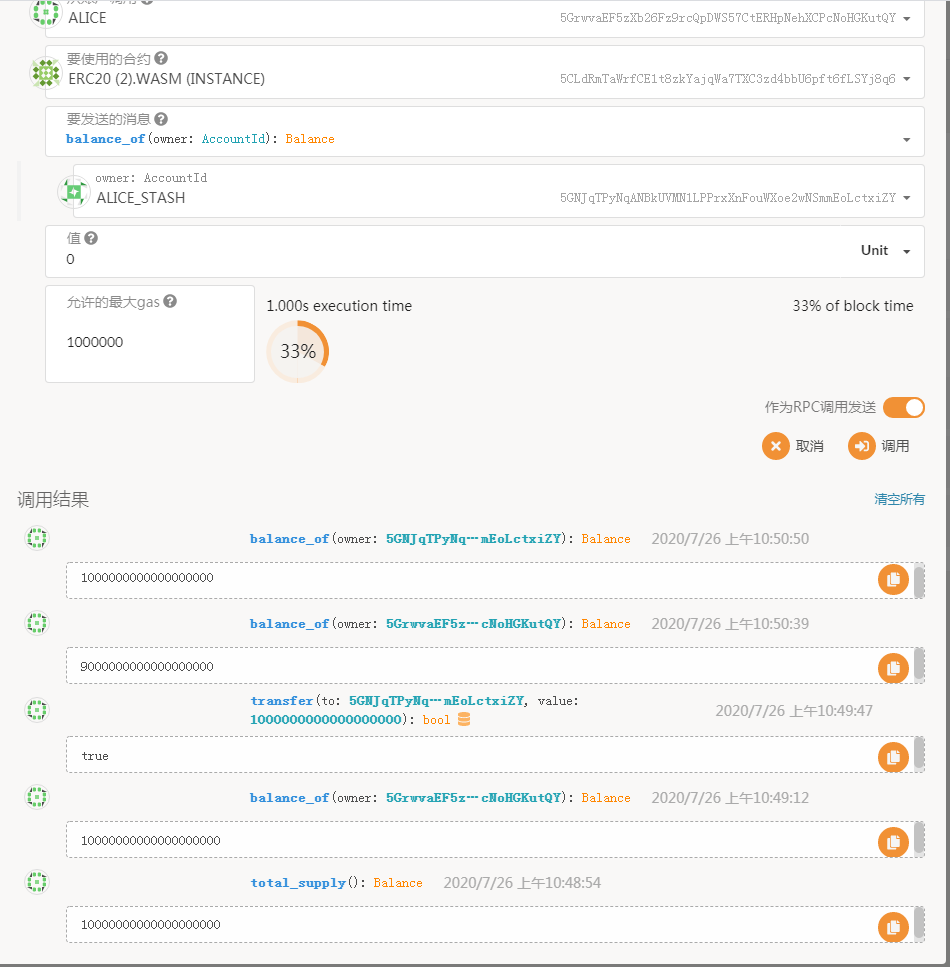 ALICE 5GrwvaEF5zXb26Fz9rcQpDWS57CtERHpNehXCPcNoHGKutQY
要使用的合约
ERC20 (2).WASM (INSTANCE) 5CLdRmTaWrfCE1t8zkYajqWa7TXC3zd4bbU6pft6fLSYj8q6
要发送的消息
balance_of(owner: AccountId): Balance
owner: AccountId
ALICE_STASH 5GNJqTPyNqANBkUVMN1LPPrxXnFouWXoe2wNSmmEoLctxiZY
值
0 Unit
允许的最大gas 1.000s execution time 33% of block time
1000000 33%
作为RPC调用发送
取消 调用
调用结果 清空所有
balance_of(owner: 5GNJqTPyNq…mEoLctxiZY): Balance 2020/7/26 上午10:50:50
1000000000000000000
balance_of(owner: 5GrwvaEF5z…cNoHGKutQY): Balance 2020/7/26 上午10:50:39
9000000000000000000
transfer(to: 5GNJqTPyNq…mEoLctxiZY, value:
1000000000000000000): bool 2020/7/26 上午10:49:47
true
balance_of(owner: 5GrwvaEF5z…cNoHGKutQY): Balance 2020/7/26 上午10:49:12
10000000000000000000
total_supply(): Balance 2020/7/26 上午10:48:54
10000000000000000000